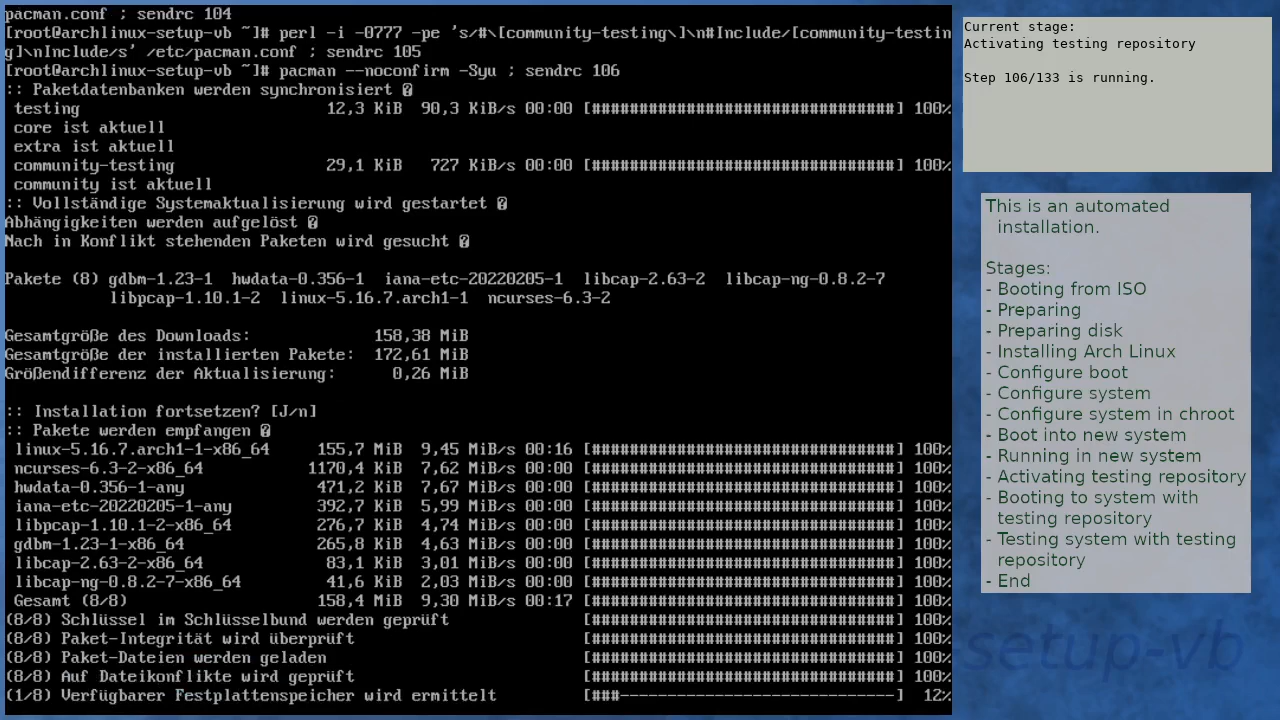 pacman.conf ; sendrc 104
[root@archlinux-setup-vb ~]# perl -i -0777 -pe 's/#\[community-testing\]\n#Include/[community-testin
g]\nInclude/s' /etc/pacman.conf ; sendrc 105
[root@archlinux-setup-vb ~]# pacman --noconfirm -Syu ; sendrc 106
:: Paketdatenbanken werden synchronisiert �
testing 12,3 KiB 90,3 KiB/s 00:00 [################################] 100%
core ist aktuell
extra ist aktuell
community-testing 29,1 KiB 727 KiB/s 00:00 [################################] 100%
community ist aktuell
:: Vollständige Systemaktualisierung wird gestartet �
Abhängigkeiten werden aufgelöst �
Nach in Konflikt stehenden Paketen wird gesucht �
Pakete (8) gdbm-1.23-1 hwdata-0.356-1 iana-etc-20220205-1 libcap-2.63-2 libcap-ng-0.8.2-7
libpcap-1.10.1-2 linux-5.16.7.arch1-1 ncurses-6.3-2
Gesamtgröße des Downloads: 158,38 MiB
Gesamtgröße der installierten Pakete: 172,61 MiB
Größendifferenz der Aktualisierung: 0,26 MiB
:: Installation fortsetzen? [J/n]
:: Pakete werden empfangen �
linux-5.16.7.arch1-1-x86_64 155,7 MiB 9,45 MiB/s 00:16 [################################] 100%
ncurses-6.3-2-x86_64 1170,4 KiB 7,62 MiB/s 00:00 [################################] 100%
hwdata-0.356-1-any 471,2 KiB 7,67 MiB/s 00:00 [################################] 100%
iana-etc-20220205-1-any 392,7 KiB 5,99 MiB/s 00:00 [################################] 100%
libpcap-1.10.1-2-x86_64 276,7 KiB 4,74 MiB/s 00:00 [################################] 100%
gdbm-1.23-1-x86_64 265,8 KiB 4,63 MiB/s 00:00 [################################] 100%
libcap-2.63-2-x86_64 83,1 KiB 3,01 MiB/s 00:00 [################################] 100%
libcap-ng-0.8.2-7-x86_64 41,6 KiB 2,03 MiB/s 00:00 [################################] 100%
Gesamt (8/8) 158,4 MiB 9,30 MiB/s 00:17 [################################] 100%
(8/8) Schlüssel im Schlüsselbund werden geprüft [################################] 100%
(8/8) Paket-Integrität wird überprüft [################################] 100%
(8/8) Paket-Dateien werden geladen [################################] 100%
(8/8) Auf Dateikonflikte wird geprüft [################################] 100%
(1/8) Verfügbarer Festplattenspeicher wird ermittelt [###-----------------------------] 12%
Current stage:
Activating testing repository
Step 106/133 is running.
This is an automated
installation.
Stages:
- Booting from ISO
- Preparing
- Preparing disk
- Installing Arch Linux
- Configure boot
- Configure system
- Configure system in chroot
- Boot into new system
- Running in new system
- Activating testing repository
- Booting to system with
testing repository
- Testing system with testing
repository
- End
setup-vb